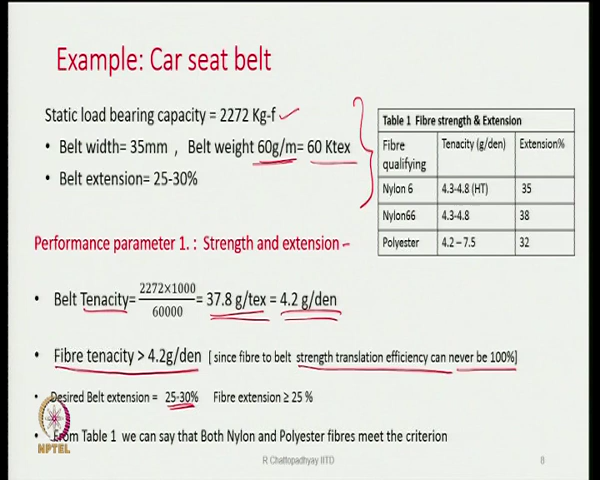 Example: Car seat belt
Static load bearing capacity = 2272 Kg-f
• Belt width= 35mm , Belt weight 60g/m= 60 Ktex
• Belt extension= 25-30%
Table 1 Fibre strength & Extension
Fibre qualifying Tenacity (g/den) Extension%
Nylon 6 4.3-4.8 (HT) 35
Nylon66 4.3-4.8 38
Polyester 4.2 – 7.5 32
Performance parameter 1. : Strength and extension
• Belt Tenacity= 2272×1000/60000 = 37.8 g/tex = 4.2 g/den
• Fibre tenacity > 4.2g/den [ since fibre to belt strength translation efficiency can never be 100%]
• Desired Belt extension = 25-30% Fibre extension ≥ 25 %
• From Table 1 we can say that Both Nylon and Polyester fibres meet the criterion
NPTEL
R Chattopadhyay IITD
8